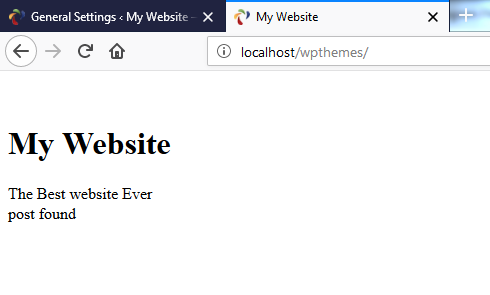 General Settings ‹ My Website –
My Website
localhost/wpthemes/
My Website
The Best website Ever
post found